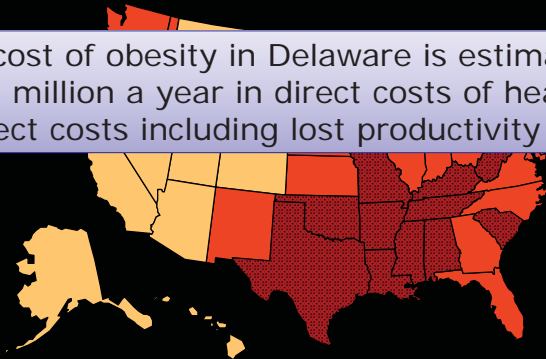 cost of obesity in Delaware is estima
million a year in direct costs of hea
ect costs including lost productivity